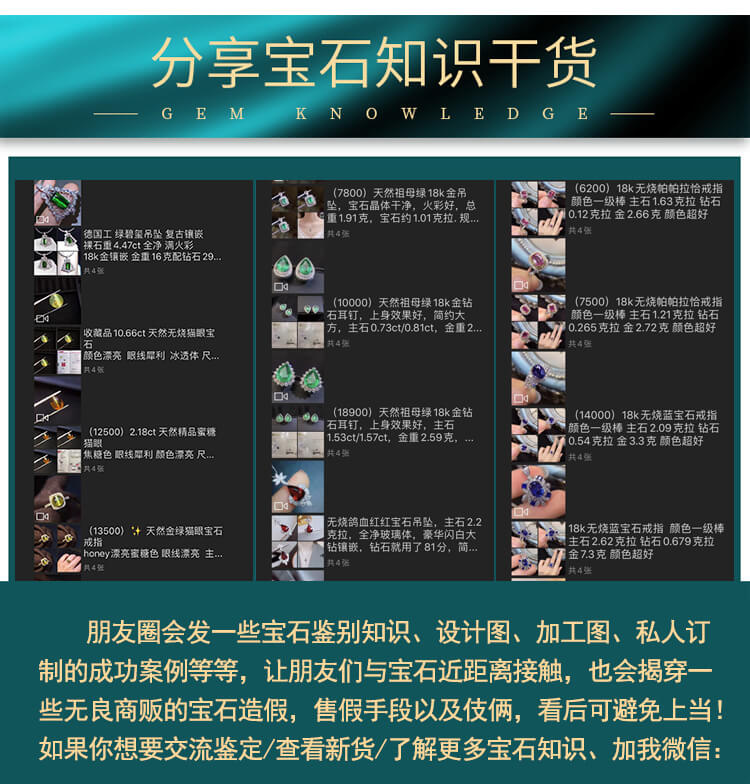 分享宝石知识干货
GEM KNOWLEDGE
德国工 绿碧玺吊坠 复古镶嵌
裸石重4.47ct 全净 满火彩
18k金镶嵌 金重16克配钻石29...
共4张
收藏品10.66ct 天然无烧猫眼宝
石
颜色漂亮 眼线犀利 冰透体 尺...
共4张
(12500) 2.18ct 天然精品蜜糖
猫眼
焦糖色 眼线犀利 颜色漂亮 尺...
共4张
(13500) ✨ 天然金绿猫眼宝石
戒指
honey漂亮蜜糖色 眼线漂亮 主...
共4张
(7800) 天然祖母绿18k金吊
坠，宝石晶体干净，火彩好，总
重1.91克，宝石约1.01克拉. 规...
共4张
(10000) 天然祖母绿18k金钻
石耳钉，上身效果好，简约大
方，主石0.73ct/0.81ct，金重2...
共4张
(18900) 天然祖母绿18k金钻
石耳钉，上身效果好，主石
1.53ct/1.57ct，金重2.59克，...
共4张
无烧鸽血红红宝石吊坠，主石2.2
克拉，全净玻璃体，豪华闪白大
钻镶嵌，钻石就用了81分，简...
共4张
(6200) 18k无烧帕帕拉恰戒指
颜色一级棒 主石1.63克拉 钻石
0.12克拉 金2.66克 颜色超好
共4张
(7500) 18k无烧帕帕拉恰戒指
颜色一级棒 主石1.21克拉 钻石
0.265克拉 金2.72克 颜色超好
共4张
(14000) 18k无烧蓝宝石戒指
颜色一级棒 主石2.09克拉 钻石
0.54克拉 金3.3克 颜色超好
共4张
18k无烧蓝宝石戒指 颜色一级棒
主石2.62克拉 钻石0.679克拉
金7.3克 颜色超好
共4张
朋友圈会发一些宝石鉴别知识、设计图、加工图、私人订
制的成功案例等等，让朋友们与宝石近距离接触，也会揭穿一
些无良商贩的宝石造假，售假手段以及伎俩，看后可避免上当！
如果你想要交流鉴定/查看新货/了解更多宝石知识、加我微信：